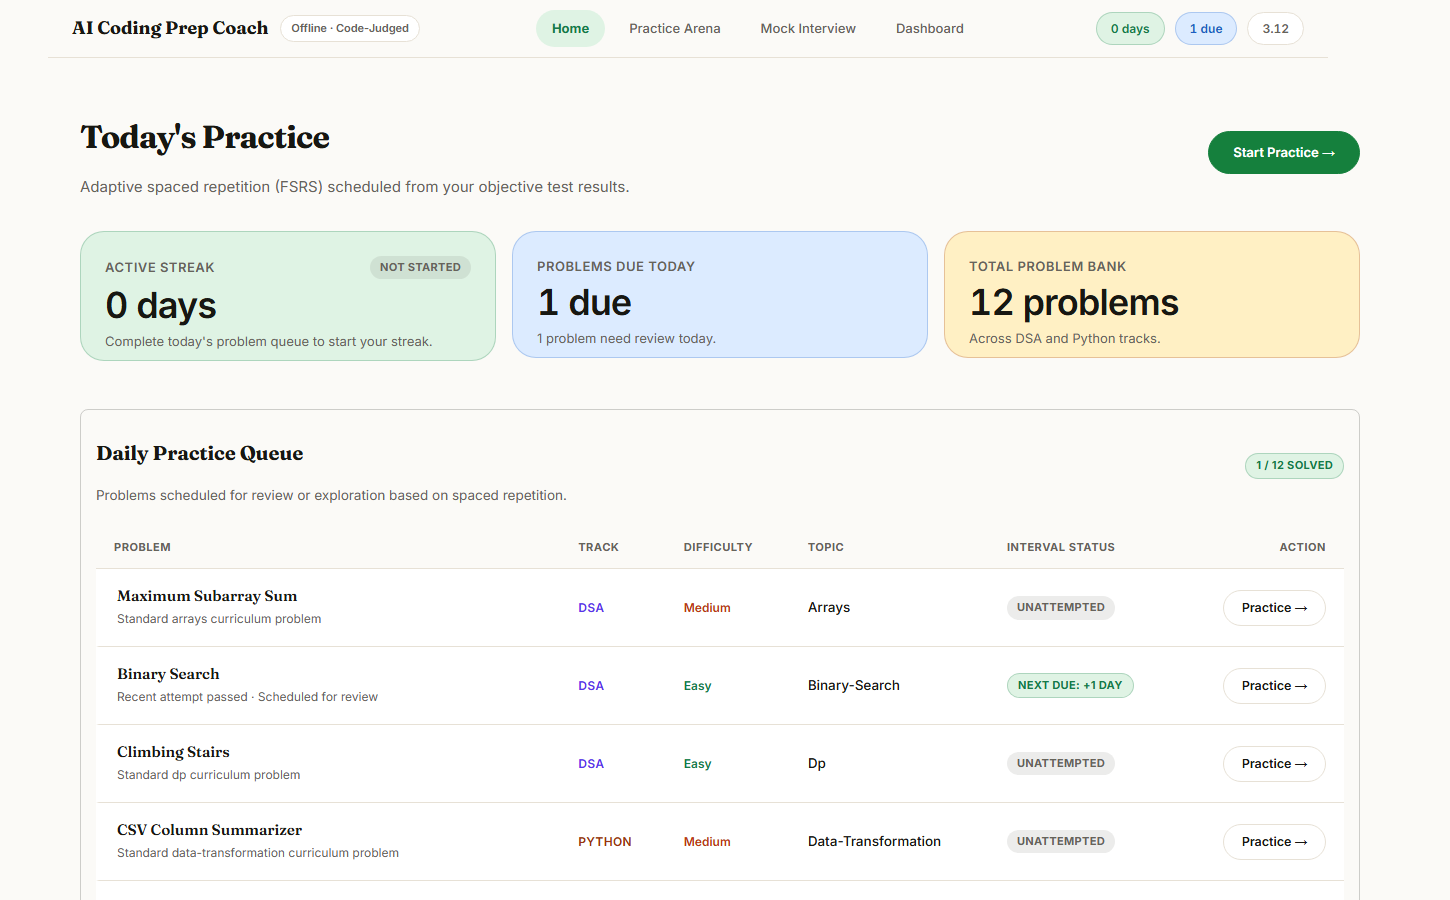 AI Coding Prep Coach
Offline · Code-Judged
Home
Practice Arena
Mock Interview
Dashboard
0 days
1 due
3.12
Today's Practice
Start Practice →
Adaptive spaced repetition (FSRS) scheduled from your objective test results.
ACTIVE STREAK
NOT STARTED
0 days
Complete today's problem queue to start your streak.
PROBLEMS DUE TODAY
1 due
1 problem need review today.
TOTAL PROBLEM BANK
12 problems
Across DSA and Python tracks.
Daily Practice Queue
1 / 12 SOLVED
Problems scheduled for review or exploration based on spaced repetition.
PROBLEM TRACK DIFFICULTY TOPIC INTERVAL STATUS ACTION
Maximum Subarray Sum
Standard arrays curriculum problem
DSA Medium Arrays UNATTEMPTED Practice →
Binary Search
Recent attempt passed · Scheduled for review
DSA Easy Binary-Search NEXT DUE: +1 DAY Practice →
Climbing Stairs
Standard dp curriculum problem
DSA Easy Dp UNATTEMPTED Practice →
CSV Column Summarizer
Standard data-transformation curriculum problem
PYTHON Medium Data-Transformation UNATTEMPTED Practice →